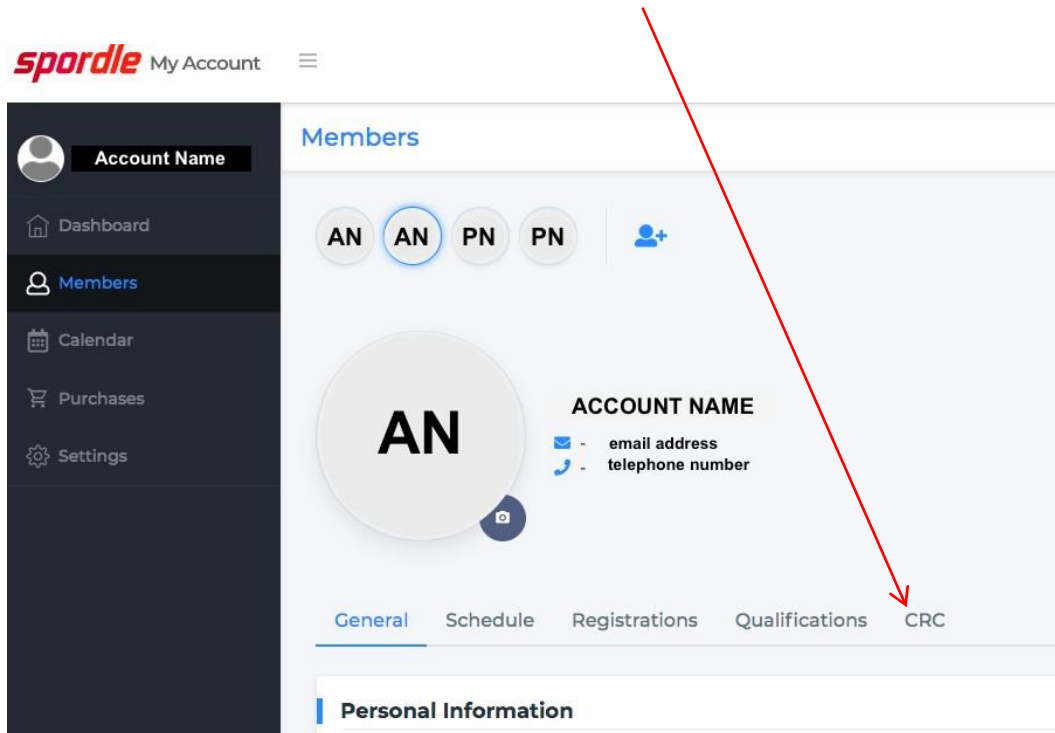 spordle My Account
Account Name
Dashboard
Members
Calendar
Purchases
Settings
Members
AN AN PN PN
AN
ACCOUNT NAME
- email address
- telephone number
General Schedule Registrations Qualifications CRC
Personal Information